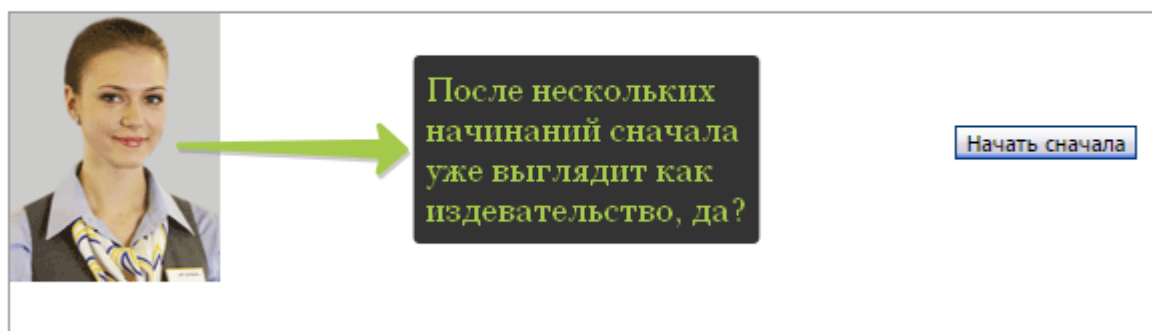 После нескольких
начинаний сначала
уже выглядит как
издевательство, да?
Начать сначала